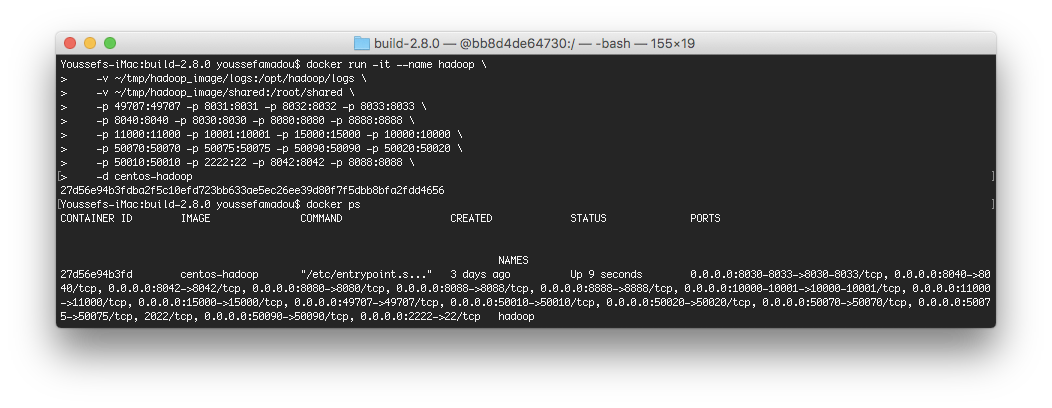 build-2.8.0 — @bb8d4de64730:/ — -bash — 155×19
Youssefs-iMac:build-2.8.0 youssefamadou$ docker run -it --name hadoop \
>     -v ~/tmp/hadoop_image/logs:/opt/hadoop/logs \
>     -v ~/tmp/hadoop_image/shared:/root/shared \
>     -p 49707:49707 -p 8031:8031 -p 8032:8032 -p 8033:8033 \
>     -p 8040:8040 -p 8030:8030 -p 8080:8080 -p 8888:8888 \
>     -p 11000:11000 -p 10001:10001 -p 15000:15000 -p 10000:10000 \
>     -p 50070:50070 -p 50075:50075 -p 50090:50090 -p 50020:50020 \
>     -p 50010:50010 -p 2222:22 -p 8042:8042 -p 8088:8088 \
[>     -d centos-hadoop ]
27d56e94b3fdba2f5c10efd723bb633ae5ec26ee39d80f7f5dbb8bfa2fdd4656
[Youssefs-iMac:build-2.8.0 youssefamadou$ docker ps ]
CONTAINER ID        IMAGE               COMMAND                  CREATED             STATUS              PORTS
NAMES
27d56e94b3fd        centos-hadoop       "/etc/entrypoint.s..."   3 days ago          Up 9 seconds        0.0.0.0:8030-8033->8030-8033/tcp, 0.0.0.0:8040->80
40/tcp, 0.0.0.0:8042->8042/tcp, 0.0.0.0:8080->8080/tcp, 0.0.0.0:8088->8088/tcp, 0.0.0.0:8888->8888/tcp, 0.0.0.0:10000-10001->10000-10001/tcp, 0.0.0.0:11000
->11000/tcp, 0.0.0.0:15000->15000/tcp, 0.0.0.0:49707->49707/tcp, 0.0.0.0:50010->50010/tcp, 0.0.0.0:50020->50020/tcp, 0.0.0.0:50070->50070/tcp, 0.0.0.0:5007
5->50075/tcp, 2022/tcp, 0.0.0.0:50090->50090/tcp, 0.0.0.0:2222->22/tcp   hadoop